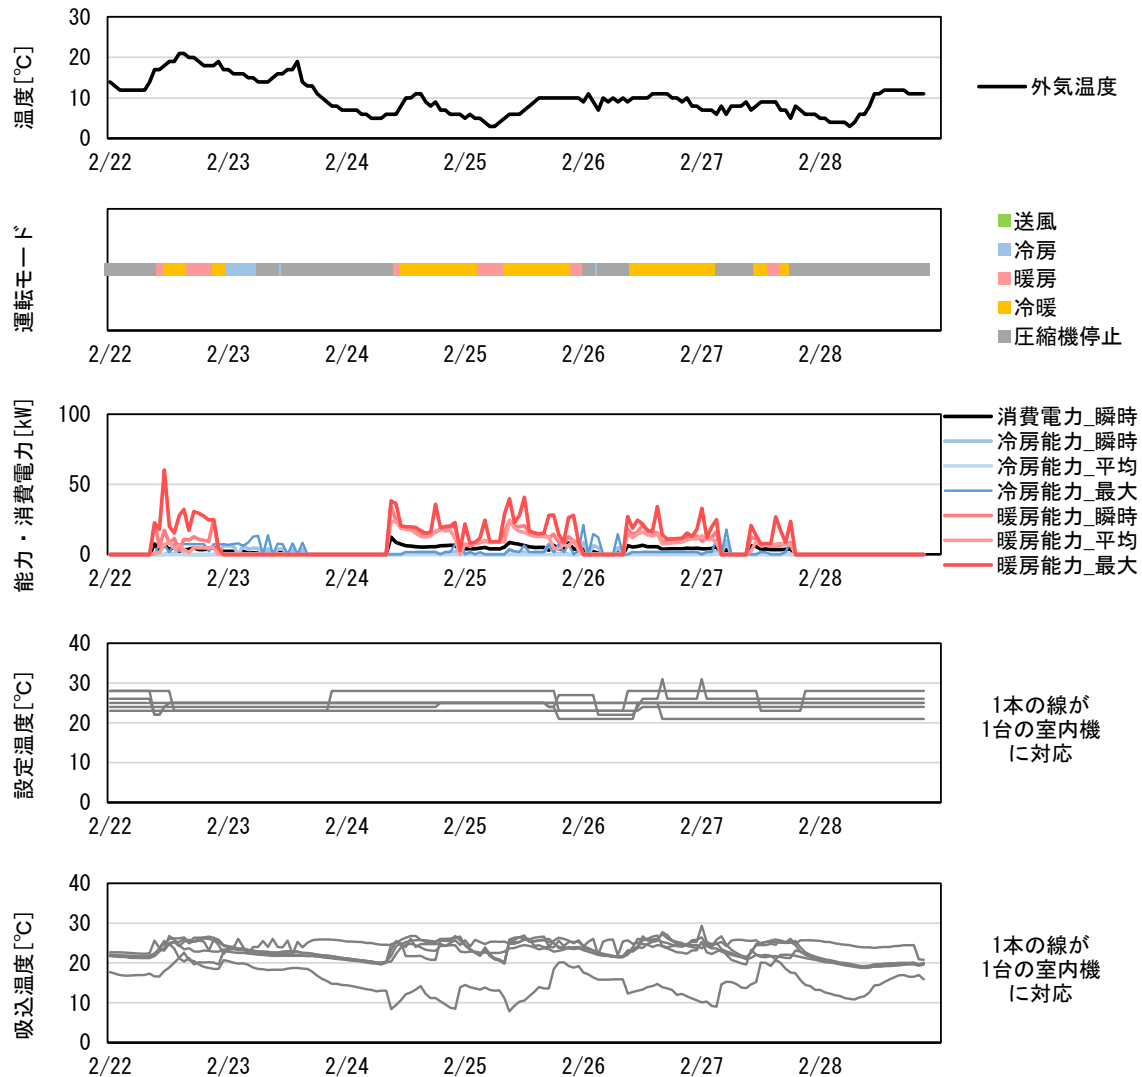 温度[℃]
30
20
10
0
2/22
2/23
2/24
2/25
2/26
2/27
2/28
外気温度
運転モード
2/22
2/23
2/24
2/25
2/26
2/27
2/28
送風
冷房
暖房
冷暖
圧縮機停止
能力・消費電力[kW]
100
50
0
2/22
2/23
2/24
2/25
2/26
2/27
2/28
消費電力_瞬時
冷房能力_瞬時
冷房能力_平均
冷房能力_最大
暖房能力_瞬時
暖房能力_平均
暖房能力_最大
設定温度[℃]
40
30
20
10
0
2/22
2/23
2/24
2/25
2/26
2/27
2/28
1本の線が
1台の室内機
に対応
吸込温度[℃]
40
30
20
10
0
2/22
2/23
2/24
2/25
2/26
2/27
2/28
1本の線が
1台の室内機
に対応